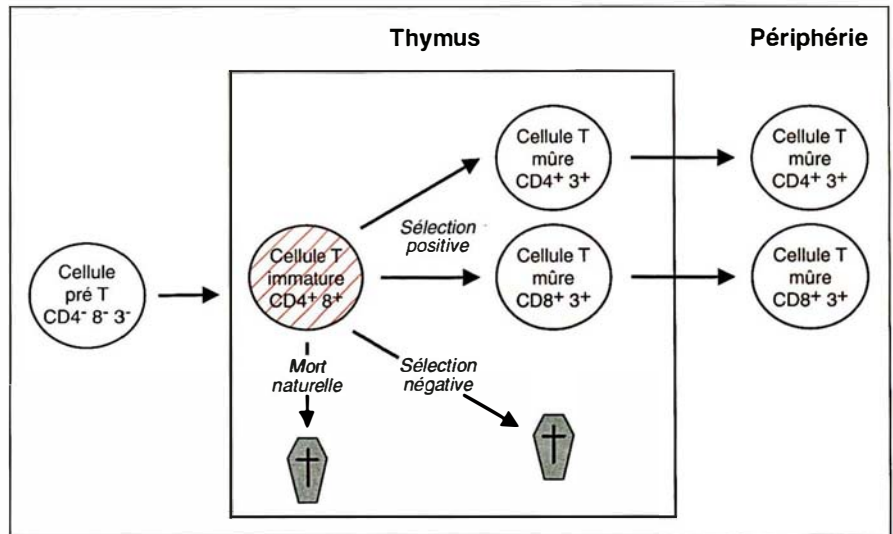 Thymus
Périphérie
Cellule T
mûre
CD4+ 3+
Cellule T
mûre
CD4+ 3+
Sélection
positive
Cellule
pré T
CD4- 8- 3-
Cellule T
immature
CD4+ 8+
Cellule T
mûre
CD8+ 3+
Cellule T
mûre
CD8+ 3+
Mort
naturelle
Sélection
négative